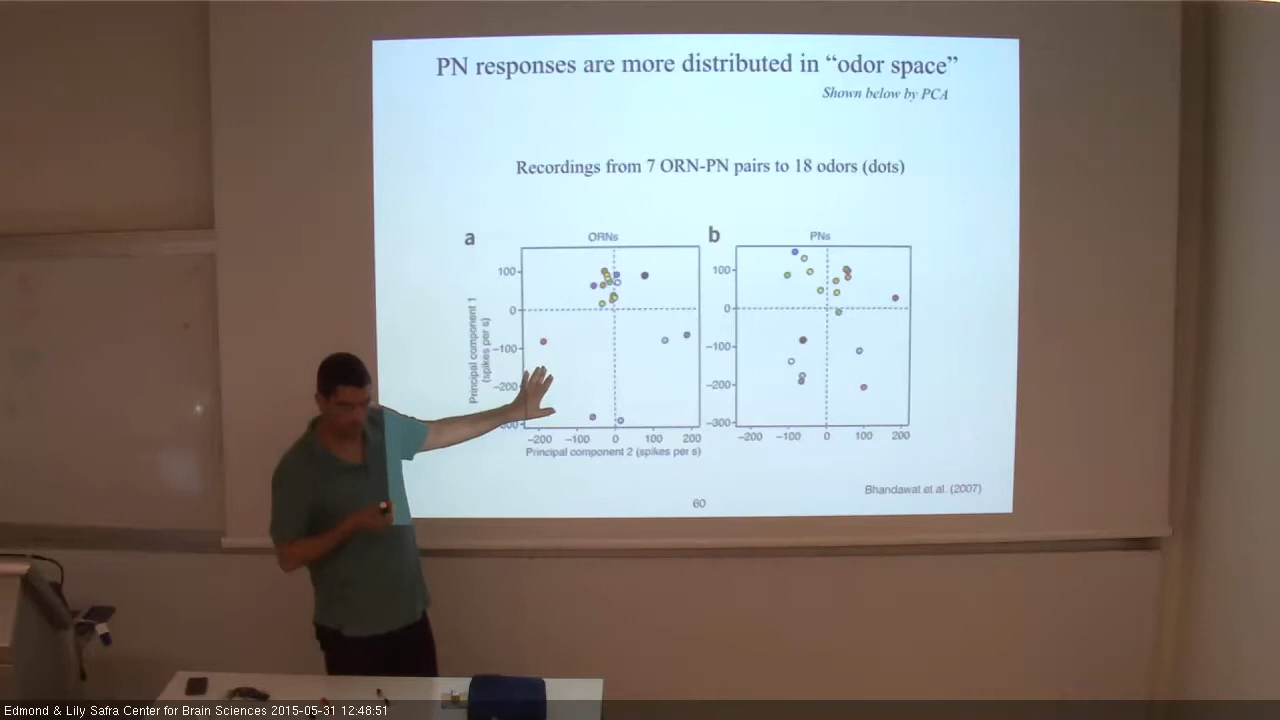 PN responses are more distributed in “odor space”
Shown below by PCA
Recordings from 7 ORN-PN pairs to 18 odors (dots)
a
ORNs
b
PNs
Principal component 1
(spikes per s)
100
0
−100
−200
−200 −100 0 100 200
Principal component 2 (spikes per s)
100
0
−100
−200
−300
−200 −100 0 100 200
Bhandawat et al. (2007)
60
Edmond & Lily Safra Center for Brain Sciences 2015-05-31 12:48:51